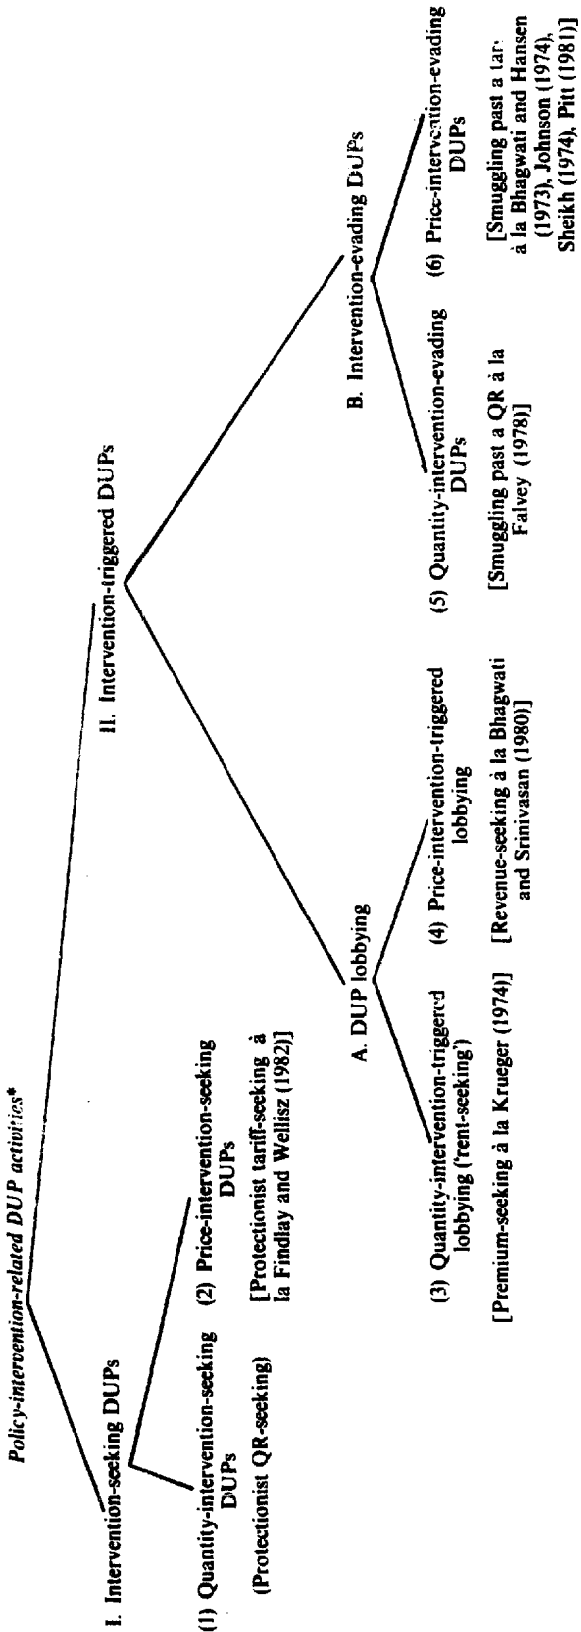 Policy-intervention-related DUP activities*
I. Intervention-seeking DUPs
II. Intervention-triggered DUPs
(1) Quantity-intervention-seeking
DUPs
(Protectionist QR-seeking)
(2) Price-intervention-seeking
DUPs
[Protectionist tariff-seeking à
la Findlay and Wellisz (1982)]
A. DUP lobbying
B. Intervention-evading DUPs
(3) Quantity-intervention-triggered
lobbying ('rent-seeking')
[Premium-seeking à la Krueger (1974)]
(4) Price-intervention-triggered
lobbying
[Revenue-seeking à la Bhagwati
and Srinivasan (1980)]
(5) Quantity-intervention-evading
DUPs
[Smuggling past a QR à la
Falvey (1978)]
(6) Price-intervention-evading
DUPs
[Smuggling past a
à la Bhagwati and Hansen
(1973), Johnson (1974),
Sheikh (1974), Pitt (1981)]